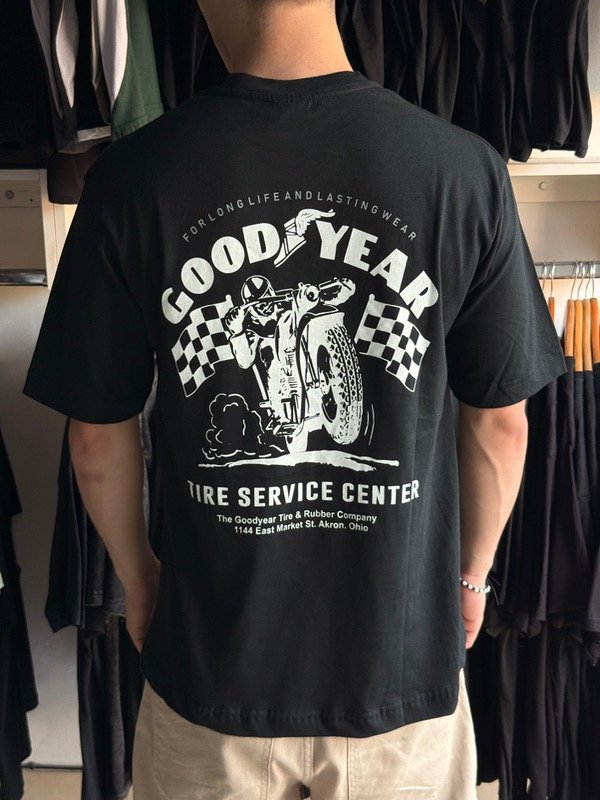 FOR LONG LIFE AND LASTING WEAR
GOODYEAR
TIRE SERVICE CENTER
The Goodyear Tire & Rubber Company
1144 East Market St. Akron. Ohio